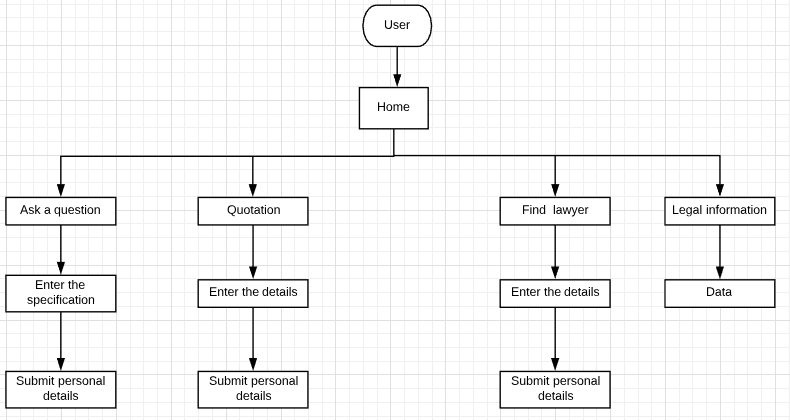 User
Home
Ask a question
Quotation
Find lawyer
Legal information
Enter the
specification
Enter the details
Enter the details
Data
Submit personal
details
Submit personal
details
Submit personal
details